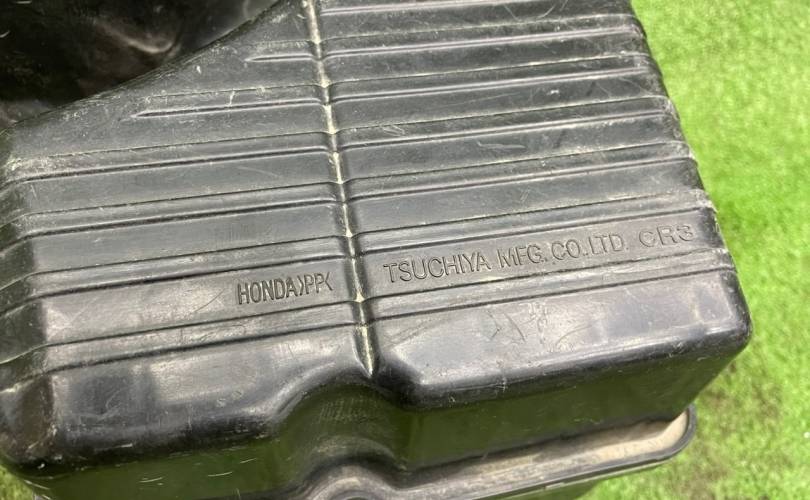 HONDA>PP<
TSUCHIYA MFG. CO. LTD. CR3